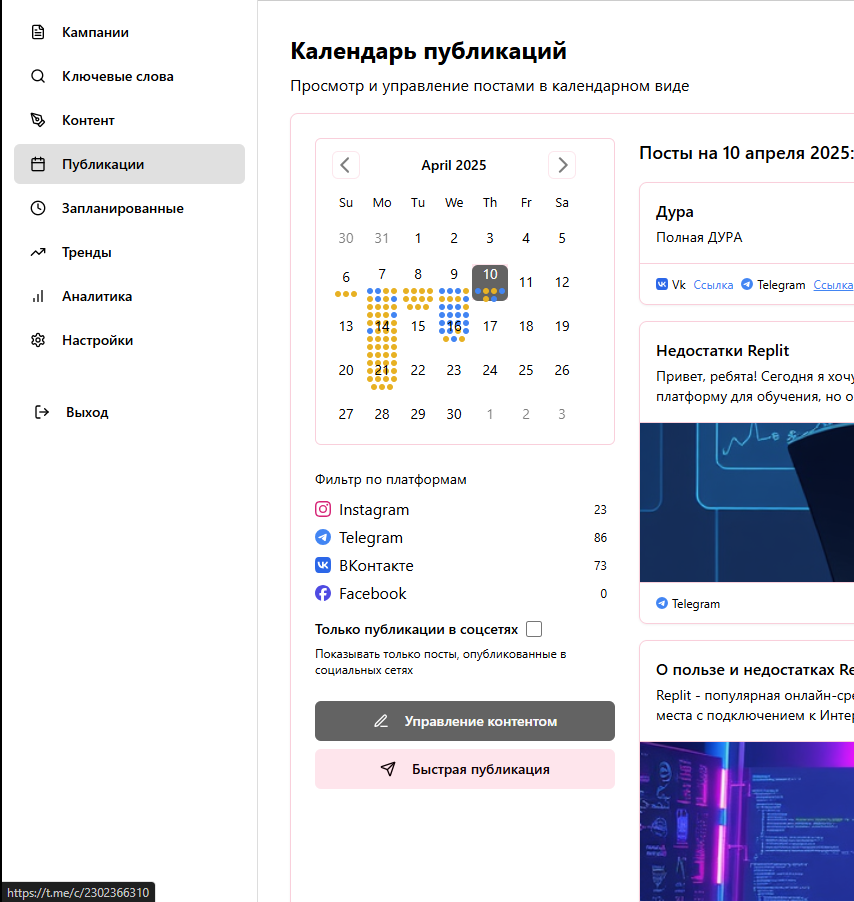 Кампании
Ключевые слова
Контент
Публикации
Запланированные
Тренды
Аналитика
Настройки
Выход
Календарь публикаций
Просмотр и управление постами в календарном виде
April 2025
Su Mo Tu We Th Fr Sa
30 31 1 2 3 4 5
6 7 8 9 10 11 12
13 14 15 16 17 18 19
20 21 22 23 24 25 26
27 28 29 30 1 2 3
Фильтр по платформам
Instagram 23
Telegram 86
ВКонтакте 73
Facebook 0
Только публикации в соцсетях
Показывать только посты, опубликованные в
социальных сетях
Управление контентом
Быстрая публикация
Посты на 10 апреля 2025:
Дура
Полная ДУРА
Vk Ссылка Telegram Ссылка
Недостатки Replit
Привет, ребята! Сегодня я хочу
платформу для обучения, но о
Telegram
О пользе и недостатках Re
Replit - популярная онлайн-сре
места с подключением к Интер
https://t.me/c/2302366310